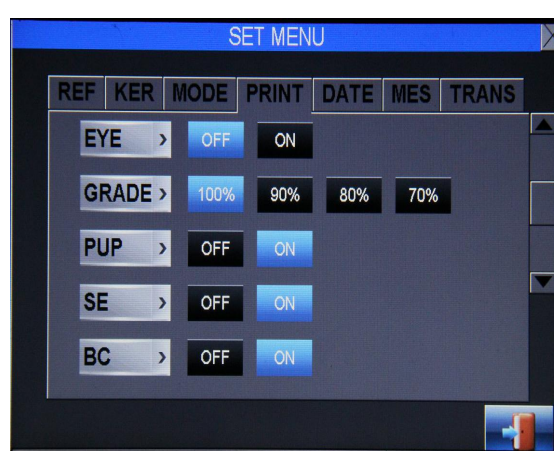 SET MENU
REF KER MODE PRINT DATE MES TRANS
EYE > OFF ON
GRADE > 100% 90% 80% 70%
PUP > OFF ON
SE > OFF ON
BC > OFF ON